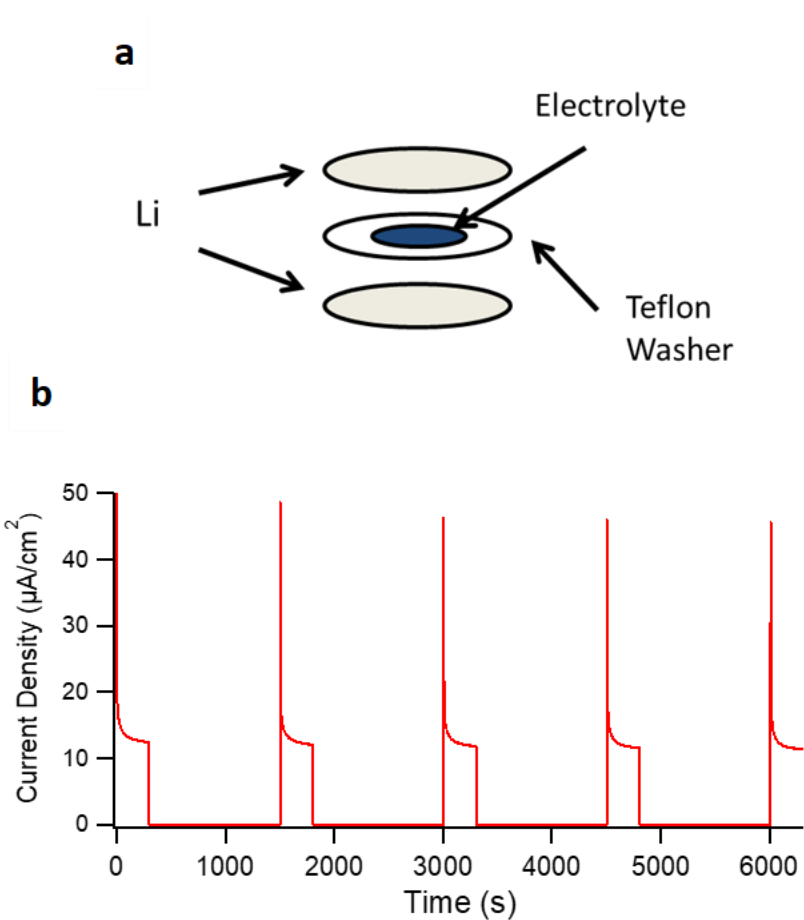 a
Electrolyte
Li
Teflon
Washer
b
50
40
30
20
10
0
Current Density (µA/cm²)
0 1000 2000 3000 4000 5000 6000
Time (s)